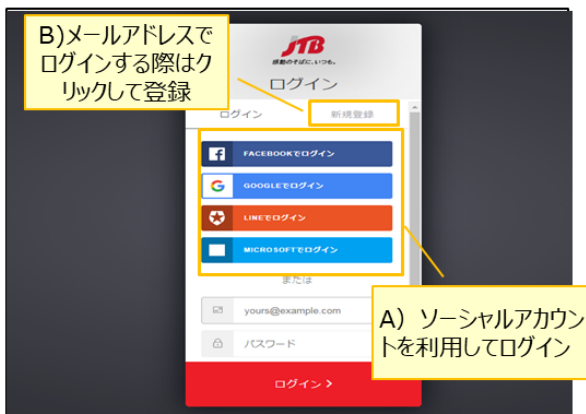 B)メールアドレスで
ログインする際はク
リックして登録
JTB
感動のそばに、いつも。
ログイン
ログイン
新規登録
FACEBOOKでログイン
GOOGLEでログイン
LINEでログイン
MICROSOFTでログイン
または
yours@example.com
パスワード
A) ソーシャルアカウン
トを利用してログイン
ログイン >